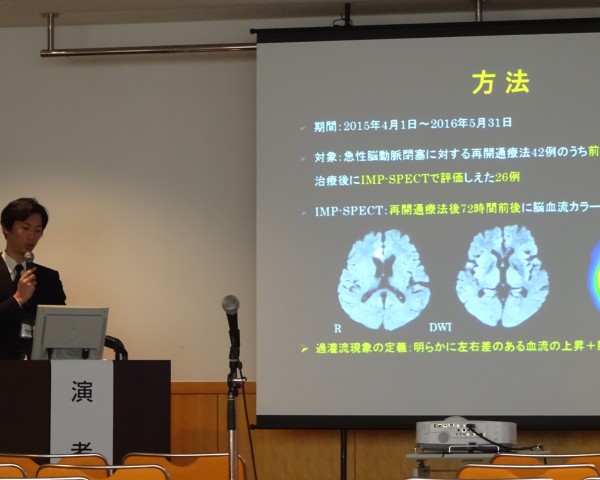 方法
期間：2015年4月1日～2016年5月31日
対象：急性脳動脈閉塞に対する再開通療法42例のうち前
治療後にIMP-SPECTで評価しえた26例
IMP-SPECT：再開通療法後72時間前後に脳血流カラー
R
DWI
過灌流現象の定義：明らかに左右差のある血流の上昇＋
演者